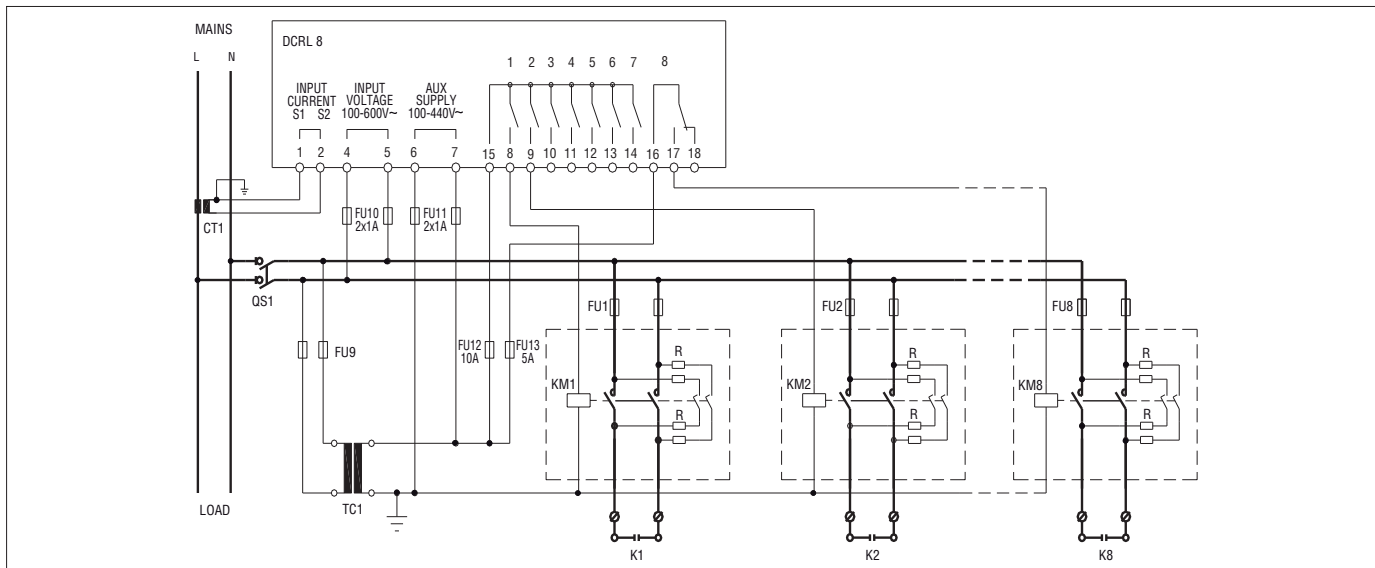 MAINS
L N
DCRL 8
1 2 3 4 5 6 7 8
INPUT CURRENT
S1 S2
INPUT VOLTAGE
100-600V~
AUX SUPPLY
100-440V~
1 2 4 5 6 7 15 8 9 10 11 12 13 14 16 17 18
CT1
FU10
2x1A
FU11
2x1A
QS1
FU1
FU2
FU8
FU9
FU12
10A
FU13
5A
R
R
R
KM1
KM2
KM8
R
R
R
LOAD
TC1
K1
K2
K8